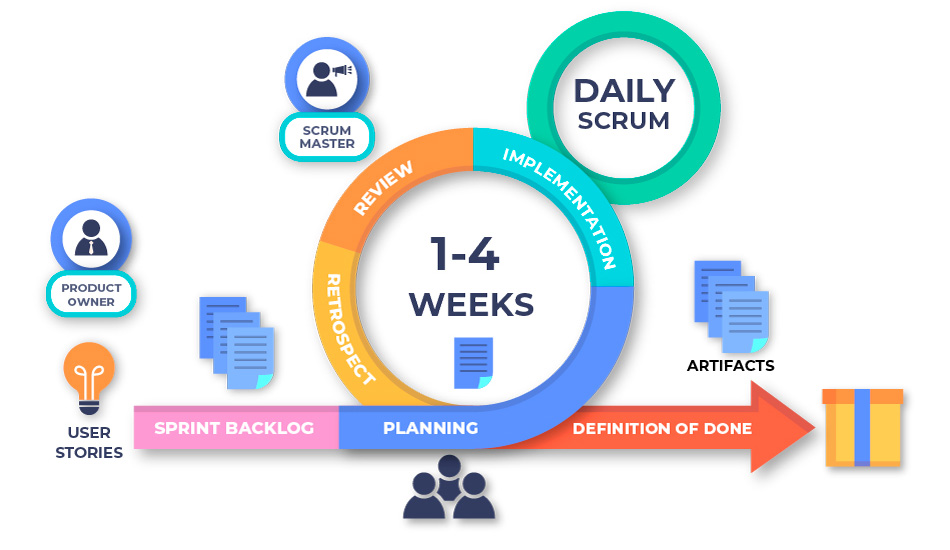 DAILY
SCRUM
SCRUM
MASTER
IMPLEMENTATION
REVIEW
1-4
WEEKS
RETROSPECT
PRODUCT
OWNER
ARTIFACTS
USER
STORIES
SPRINT BACKLOG
PLANNING
DEFINITION OF DONE